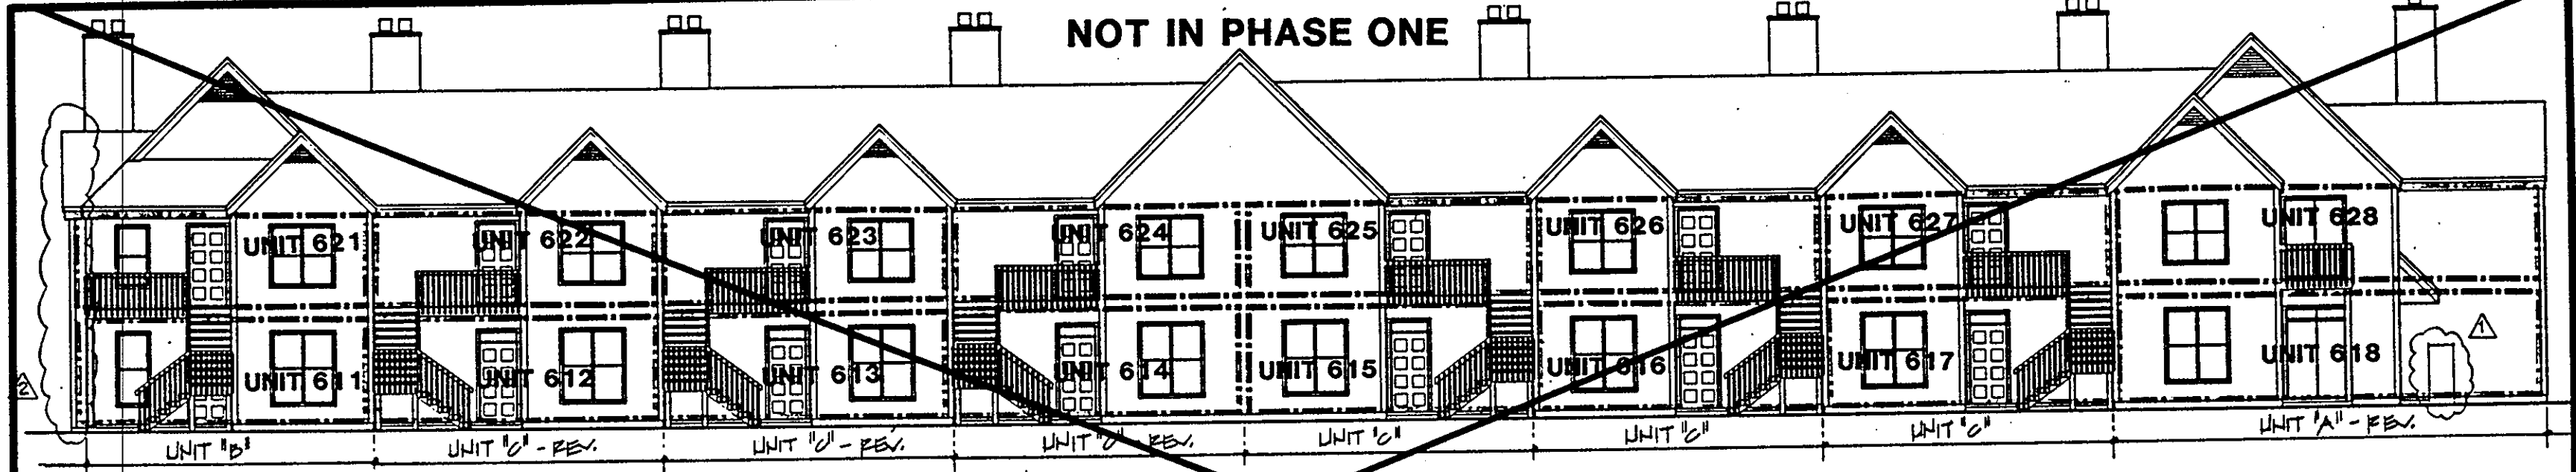 NOT IN PHASE ONE
UNIT 621 UNIT 622 UNIT 623 UNIT 624 UNIT 625 UNIT 626 UNIT 627 UNIT 628
UNIT 611 UNIT 612 UNIT 613 UNIT 614 UNIT 615 UNIT 616 UNIT 617 UNIT 618
2 1
UNIT "B" UNIT "C" - REV. UNIT "C" - REV. UNIT "C" - REV. UNIT "C" UNIT "C" UNIT "C" UNIT "A" - REV.